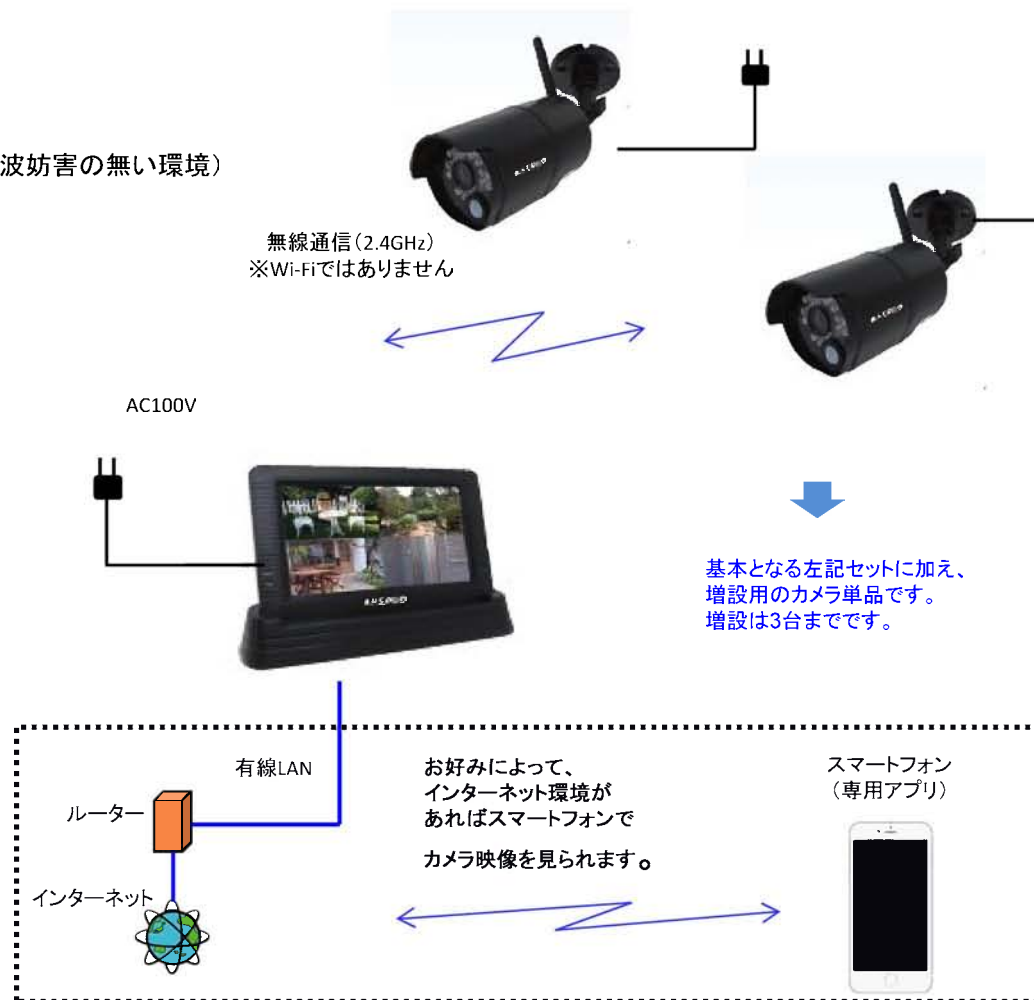 波妨害の無い環境)
無線通信(2.4GHz)
※Wi-Fiではありません
AC100V
基本となる左記セットに加え、
増設用のカメラ単品です。
増設は3台までです。
有線LAN
ルーター
インターネット
お好みによって、
インターネット環境が
あればスマートフォンで
カメラ映像を見られます。
スマートフォン
(専用アプリ)